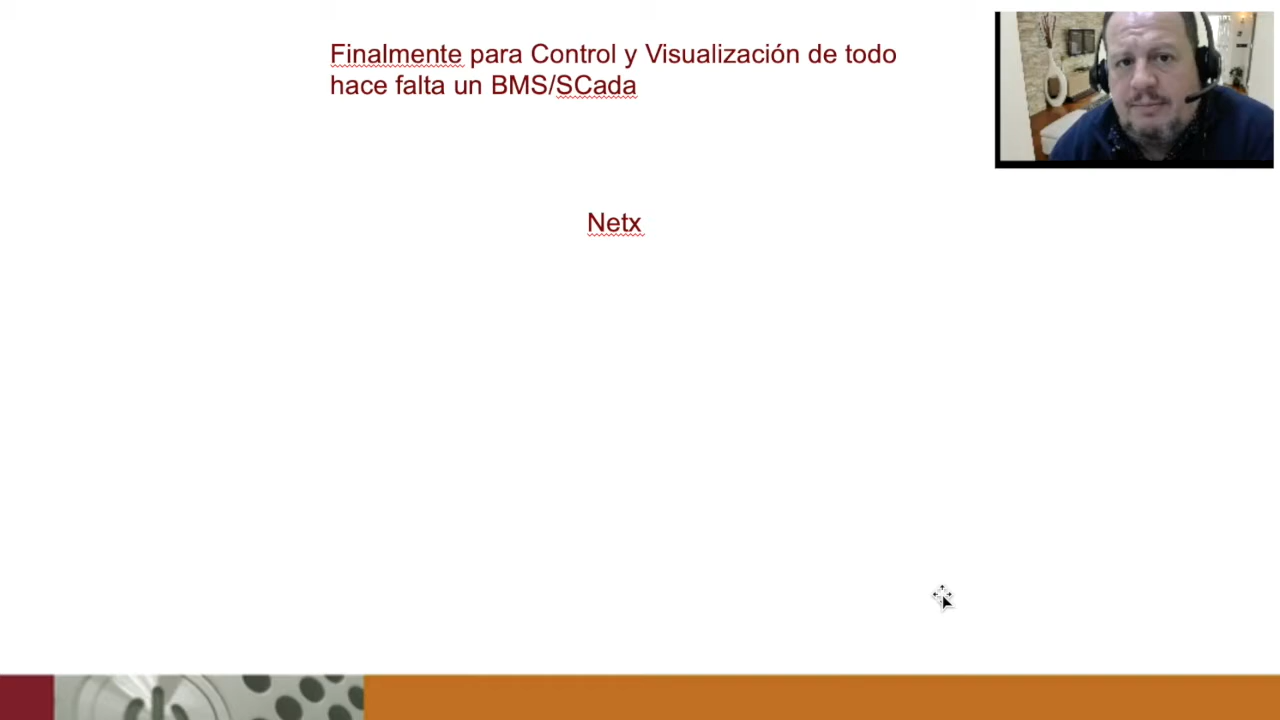 Finalmente para Control y Visualización de todo
hace falta un BMS/SCada
Netx